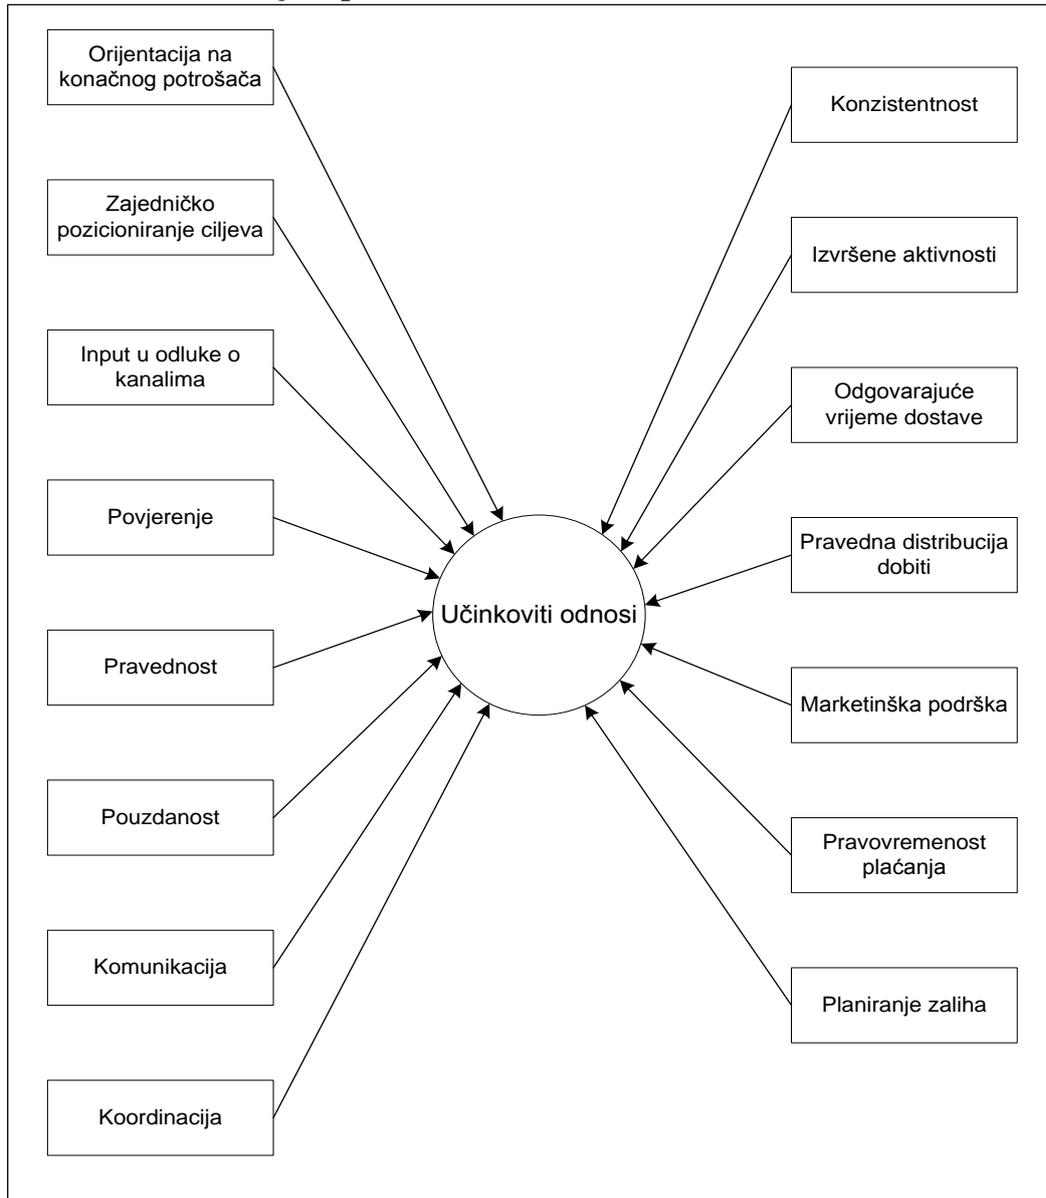 Orijentacija na
konačnog potrošača
Zajedničko
pozicioniranje ciljeva
Input u odluke o
kanalima
Povjerenje
Pravednost
Pouzdanost
Komunikacija
Koordinacija
Učinkoviti odnosi
Konzistentnost
Izvršene aktivnosti
Odgovarajuće
vrijeme dostave
Pravedna distribucija
dobiti
Marketinška podrška
Pravovremenost
plaćanja
Planiranje zaliha